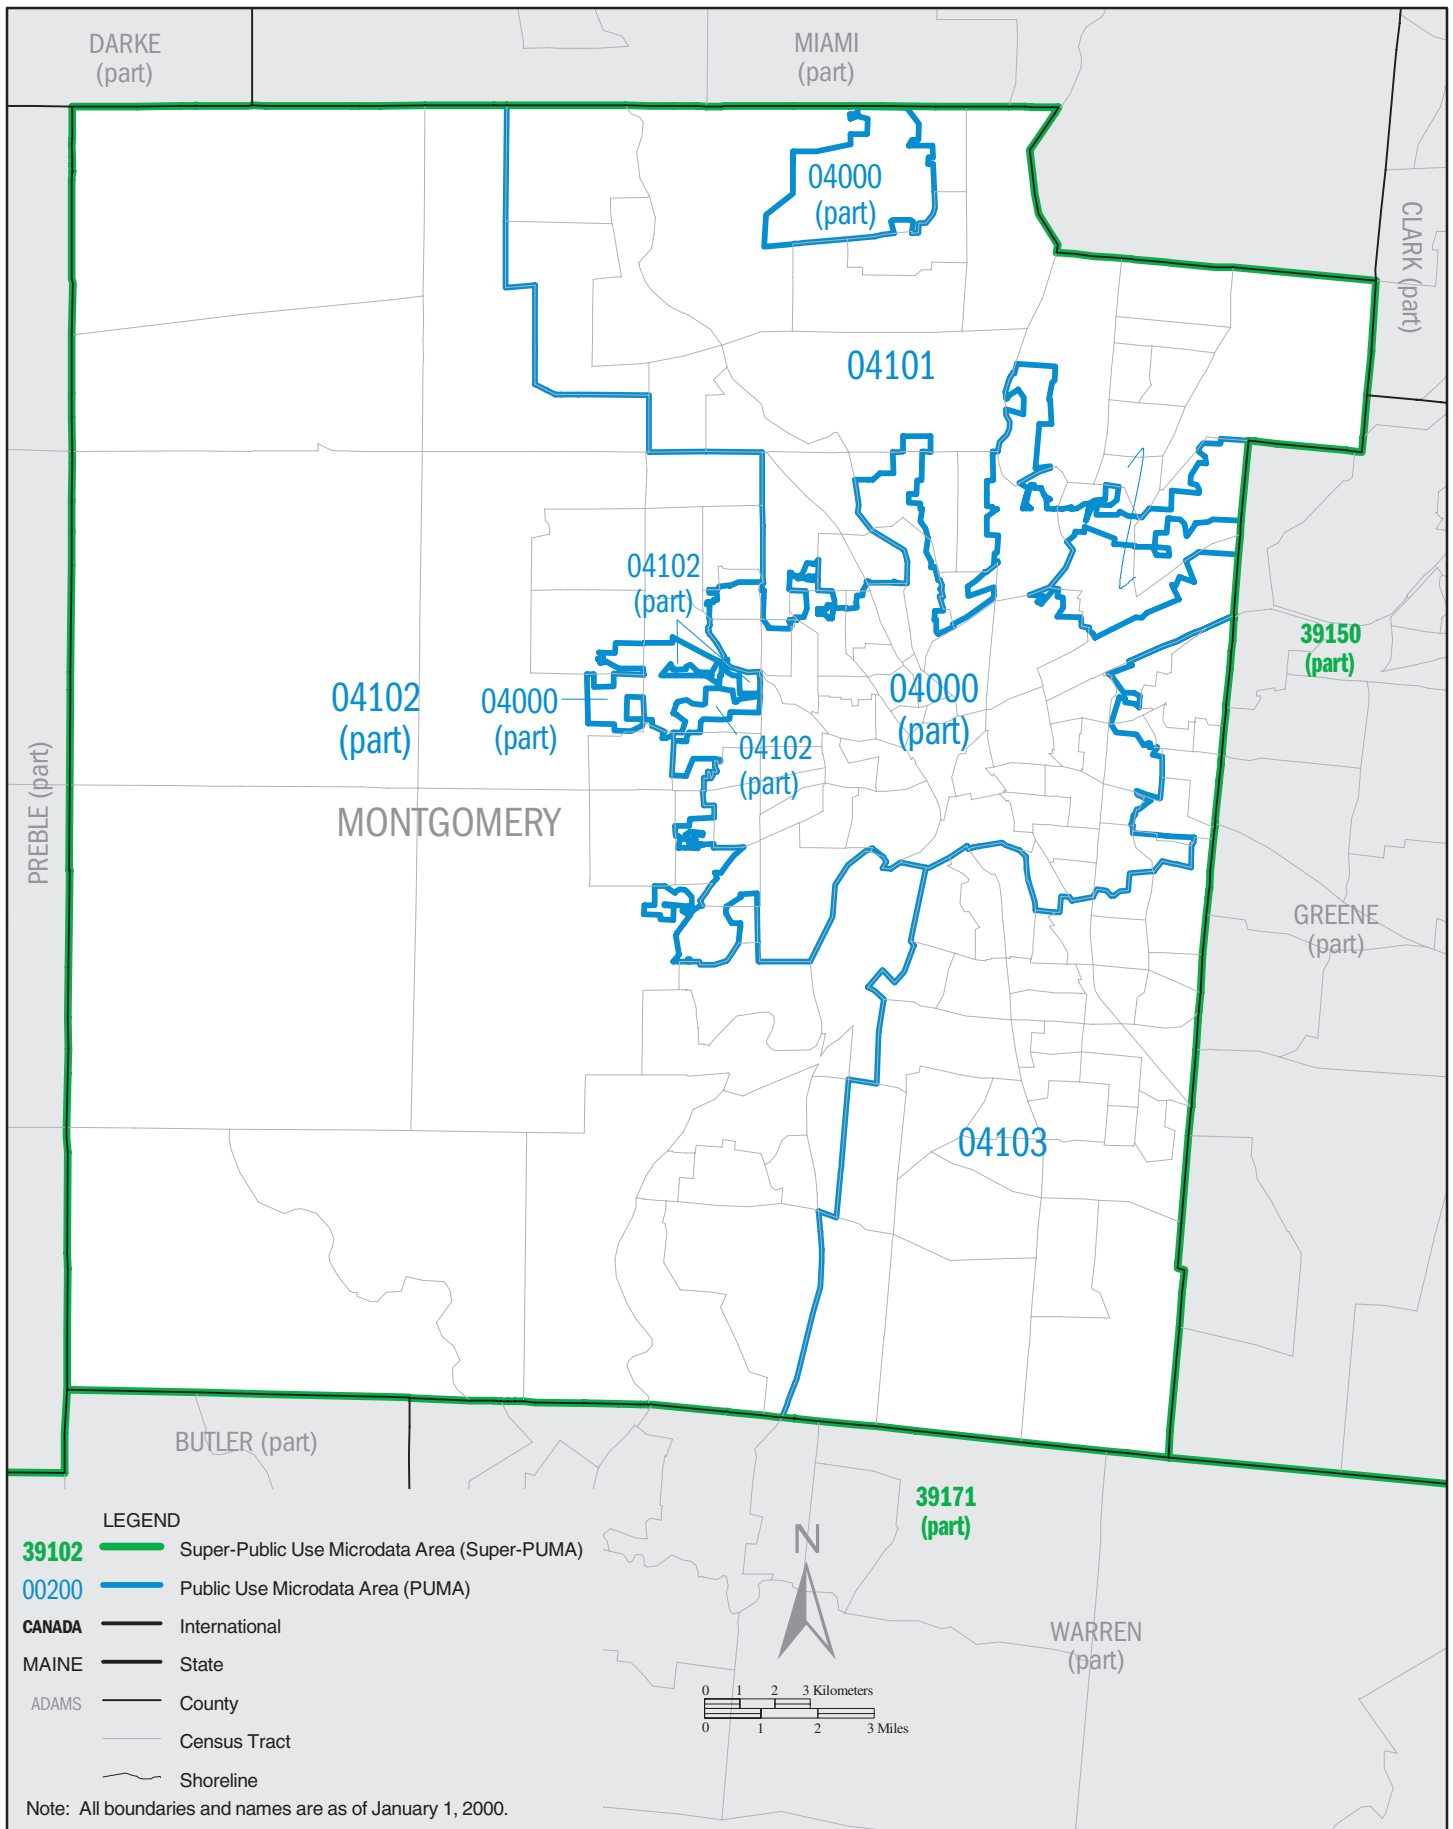 DARKE
(part)
MIAMI
(part)
CLARK (part)
04000
(part)
04101
04102
(part)
39150
(part)
04102
(part)
04000
(part)
04000
(part)
04102
(part)
PREBLE (part)
MONTGOMERY
GREENE
(part)
04103
BUTLER (part)
39171
(part)
WARREN
(part)
N
0 1 2 3 Kilometers
0 1 2 3 Miles
LEGEND
39102 Super-Public Use Microdata Area (Super-PUMA)
00200 Public Use Microdata Area (PUMA)
CANADA International
MAINE State
ADAMS County
Census Tract
Shoreline
Note: All boundaries and names are as of January 1, 2000.